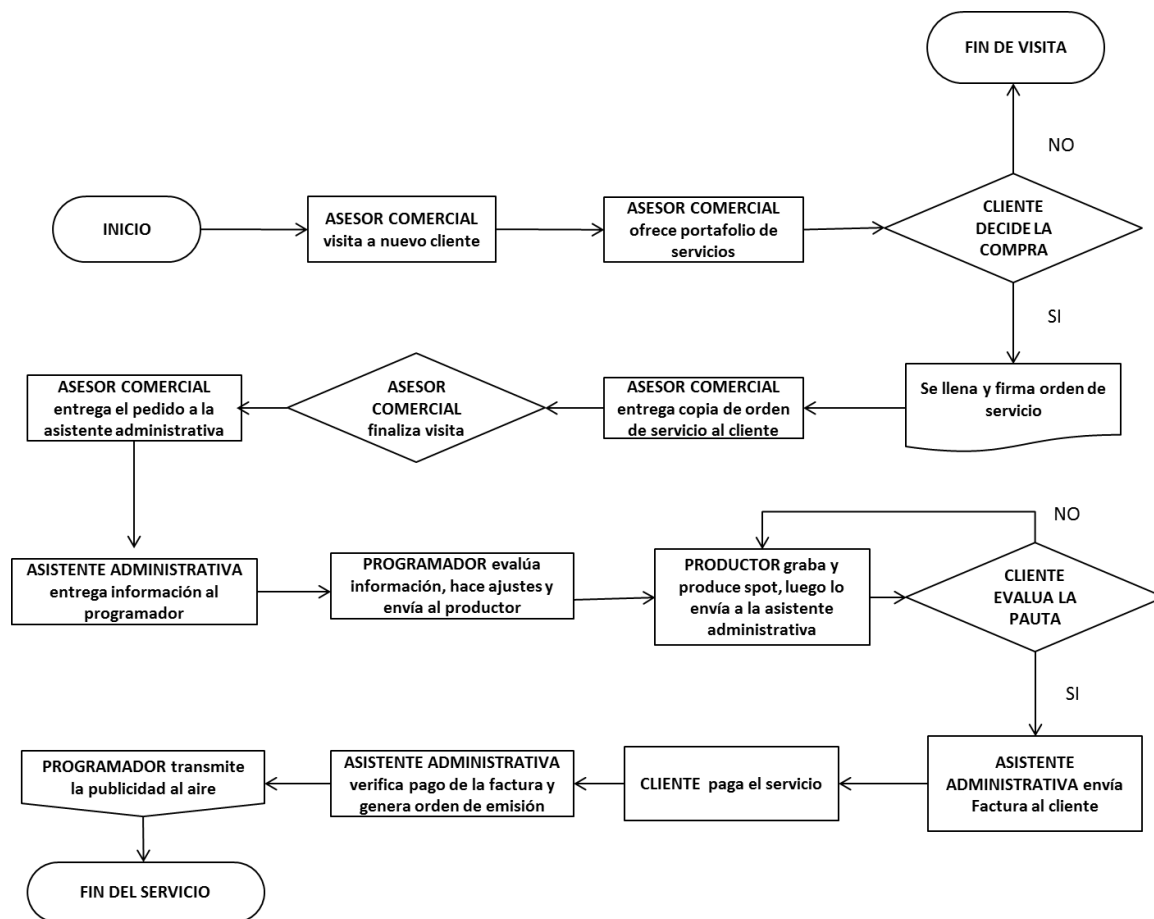 FIN DE VISITA
NO
INICIO
ASESOR COMERCIAL
visita a nuevo cliente
ASESOR COMERCIAL
ofrece portafolio de
servicios
CLIENTE
DECIDE LA
COMPRA
SI
ASESOR COMERCIAL
entrega el pedido a la
asistente administrativa
ASESOR
COMERCIAL
finaliza visita
ASESOR COMERCIAL
entrega copia de orden
de servicio al cliente
Se llena y firma orden de
servicio
NO
ASISTENTE ADMINISTRATIVA
entrega información al
programador
PROGRAMADOR evalúa
información, hace ajustes y
envía al productor
PRODUCTOR graba y
produce spot, luego lo
envía a la asistente
administrativa
CLIENTE
EVALUA LA
PAUTA
SI
PROGRAMADOR transmite
la publicidad al aire
ASISTENTE ADMINISTRATIVA
verifica pago de la factura y
genera orden de emisión
CLIENTE paga el servicio
ASISTENTE
ADMINISTRATIVA envía
Factura al cliente
FIN DEL SERVICIO